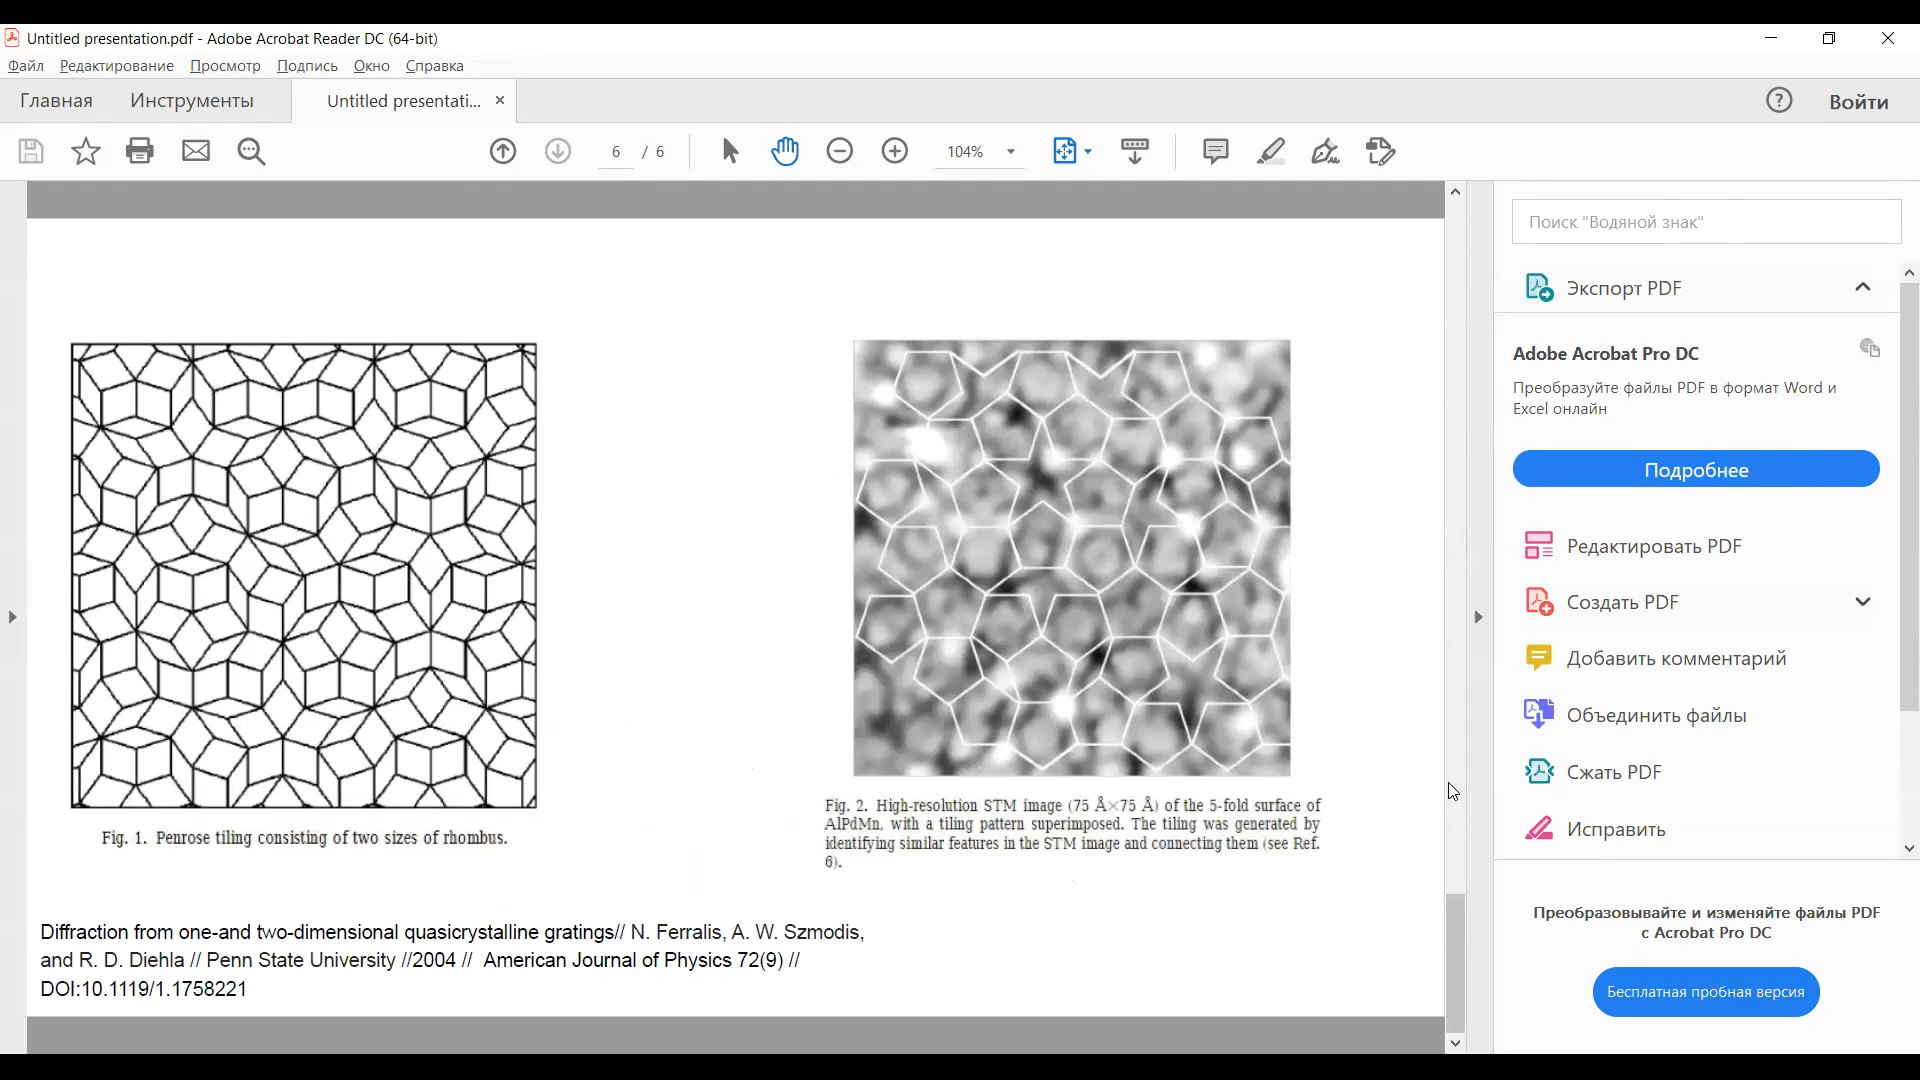 Untitled presentation.pdf - Adobe Acrobat Reader DC (64-bit)
Файл Редактирование Просмотр Подпись Окно Справка
Главная Инструменты Untitled presentati... × ? Войти
6 / 6 104%
Поиск "Водяной знак"
Экспорт PDF
Adobe Acrobat Pro DC
Преобразуйте файлы PDF в формат Word и
Excel онлайн
Подробнее
Редактировать PDF
Создать PDF
Добавить комментарий
Объединить файлы
Сжать PDF
Исправить
Преобразовывайте и изменяйте файлы PDF
с Acrobat Pro DC
Бесплатная пробная версия
Fig. 1. Penrose tiling consisting of two sizes of rhombus.
Fig. 2. High-resolution STM image (75 Å×75 Å) of the 5-fold surface of
AlPdMn, with a tiling pattern superimposed. The tiling was generated by
identifying similar features in the STM image and connecting them (see Ref.
6).
Diffraction from one-and two-dimensional quasicrystalline gratings// N. Ferralis, A. W. Szmodis,
and R. D. Diehla // Penn State University //2004 // American Journal of Physics 72(9) //
DOI:10.1119/1.1758221